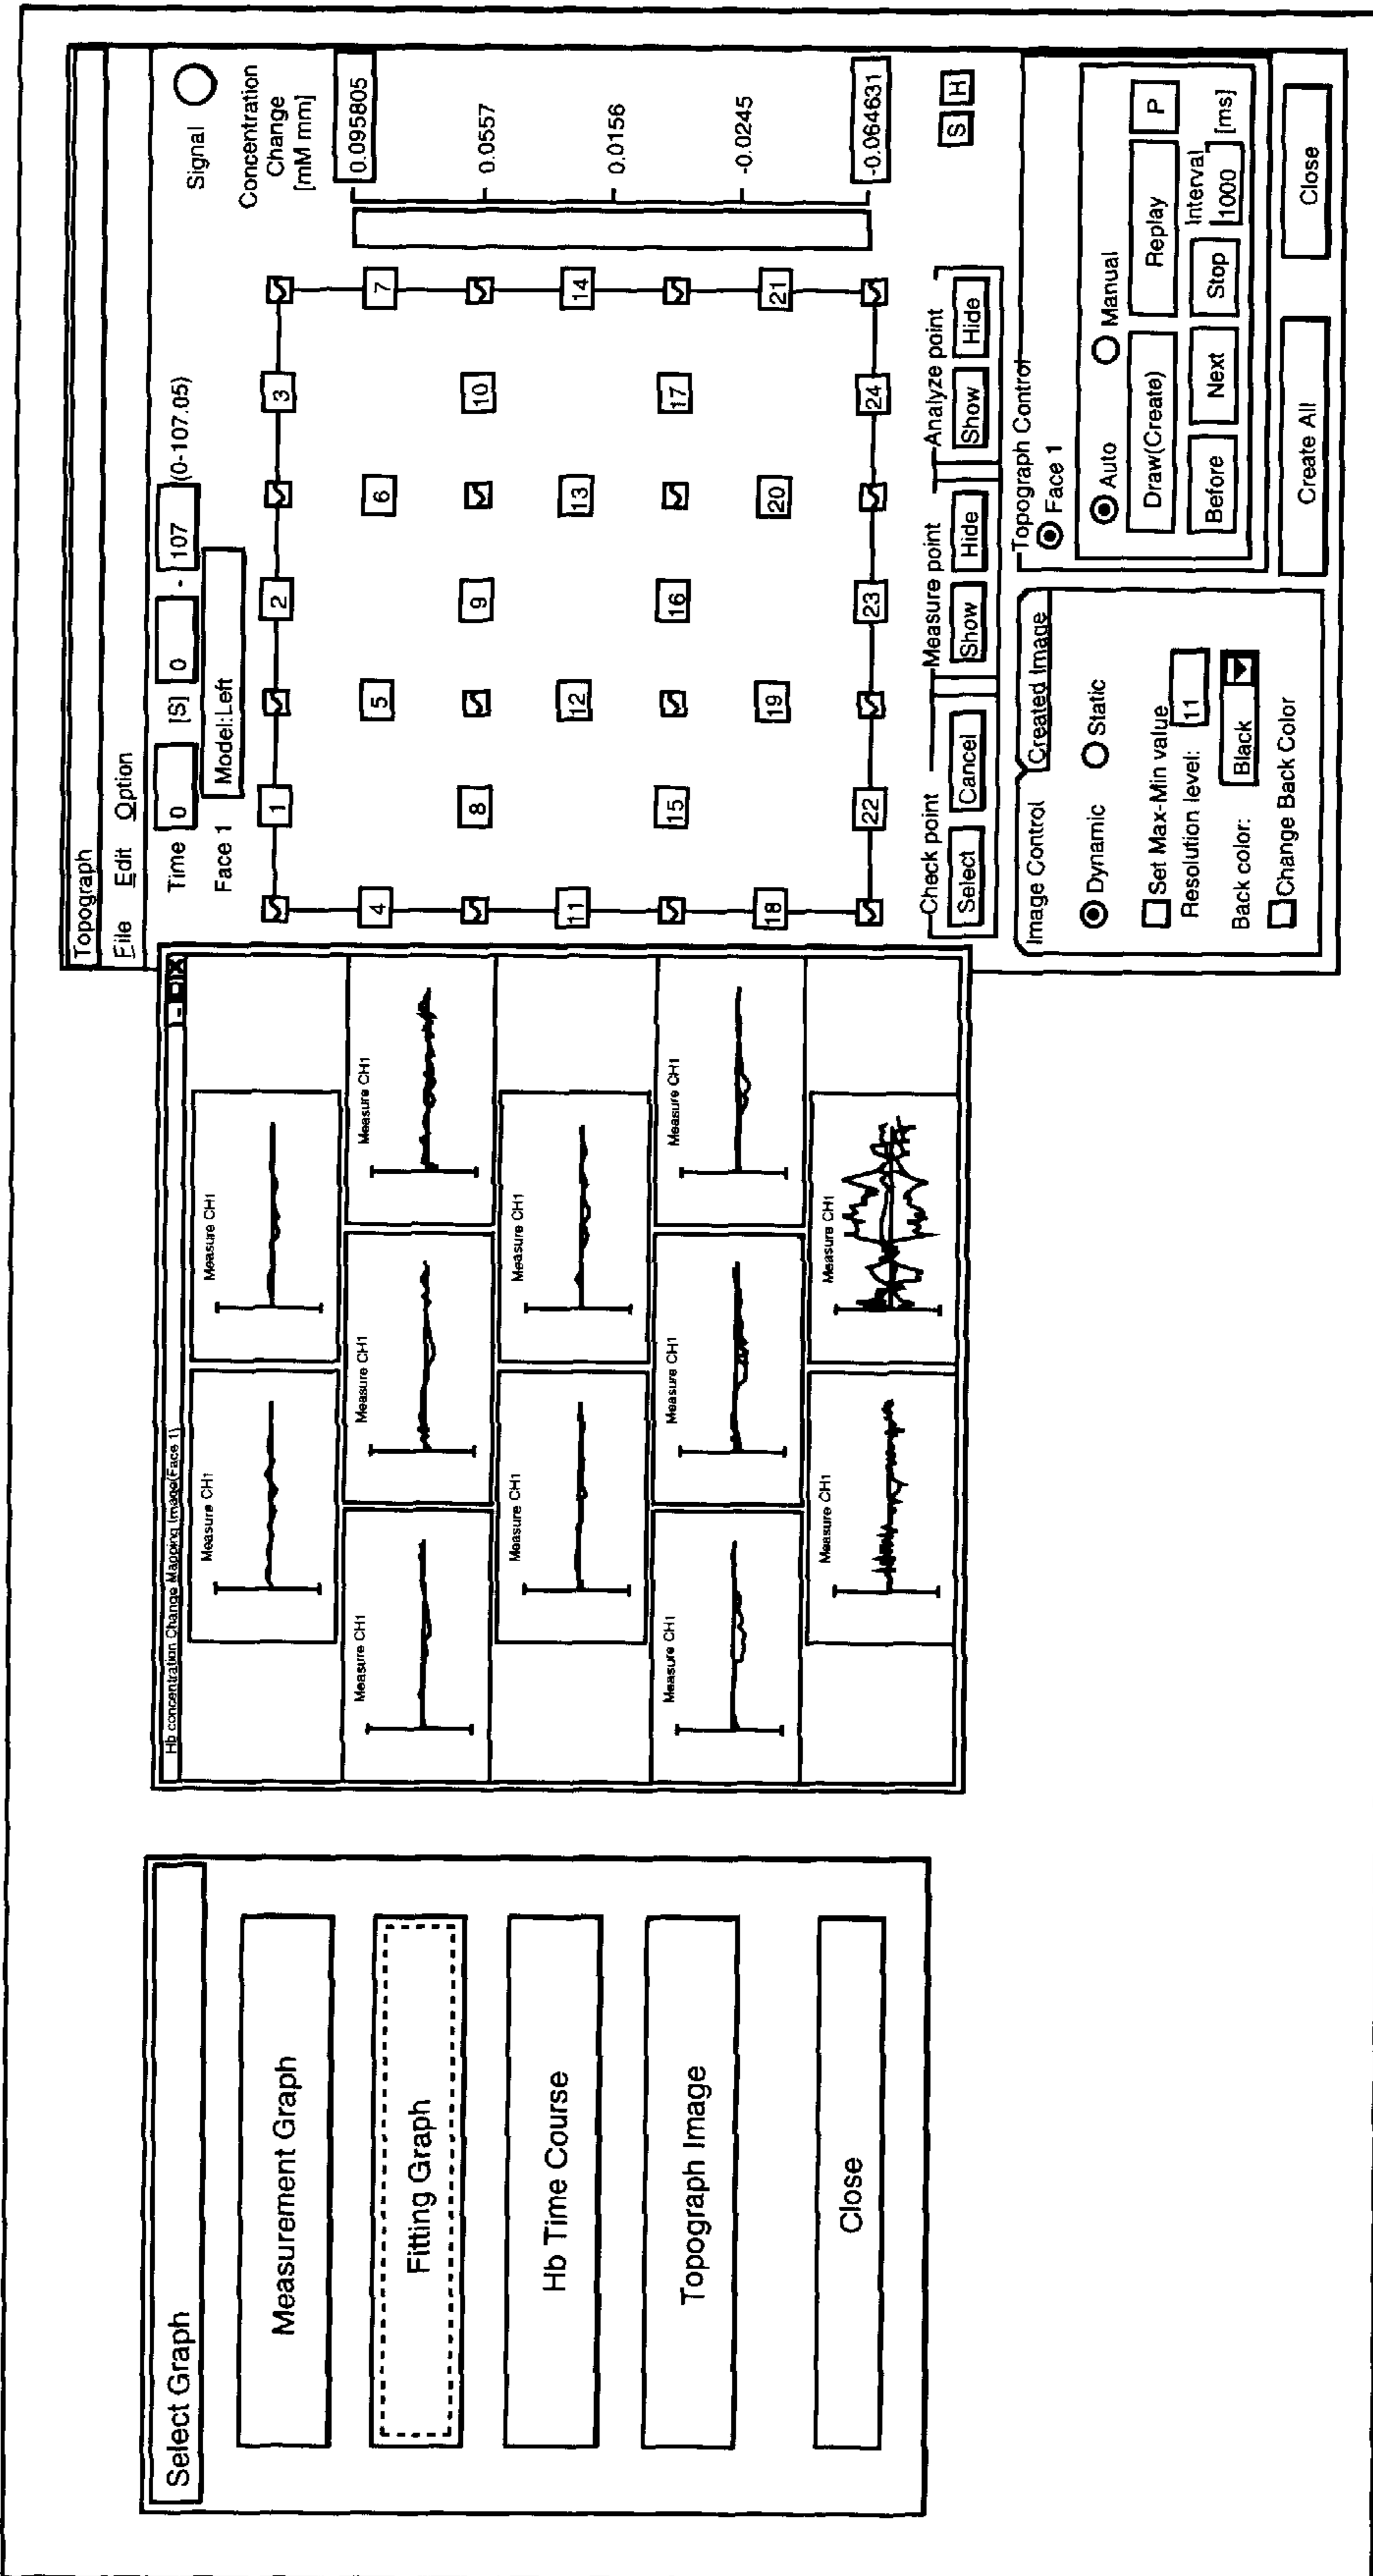 Select Graph
Measurement Graph
Fitting Graph
Hb Time Course
Topograph Image
Close
Hb concentration Change Mapping Image(Face 1)
Measure CH1
Measure CH1
Measure CH1
Measure CH1
Measure CH1
Measure CH1
Measure CH1
Measure CH1
Measure CH1
Measure CH1
Measure CH1
Measure CH1
Topograph
File Edit Option
Time 0 [S] 0 - 107 (0-107.05)
Signal
Face 1 Model:Left
Concentration
Change
[mM mm]
1 2 3
4 5 6 7
8 9 10
11 12 13 14
15 16 17
18 19 20 21
22 23 24
0.095805
0.0557
0.0156
-0.0245
-0.064631
Check point Measure point Analyze point
Select Cancel Show Hide Show Hide
S H
Image Control Created Image
Dynamic Static
Set Max-Min value
Resolution level: 11
Back color: Black
Change Back Color
Topograph Control
Face 1
Auto Manual
Draw(Create) Replay P
Before Next Stop Interval 1000 [ms]
Create All Close